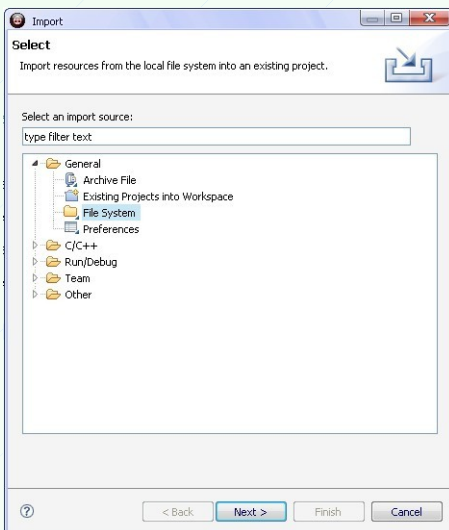 Import
Select
Import resources from the local file system into an existing project.
Select an import source:
type filter text
General
Archive File
Existing Projects into Workspace
File System
Preferences
C/C++
Run/Debug
Team
Other
?
< Back Next > Finish Cancel